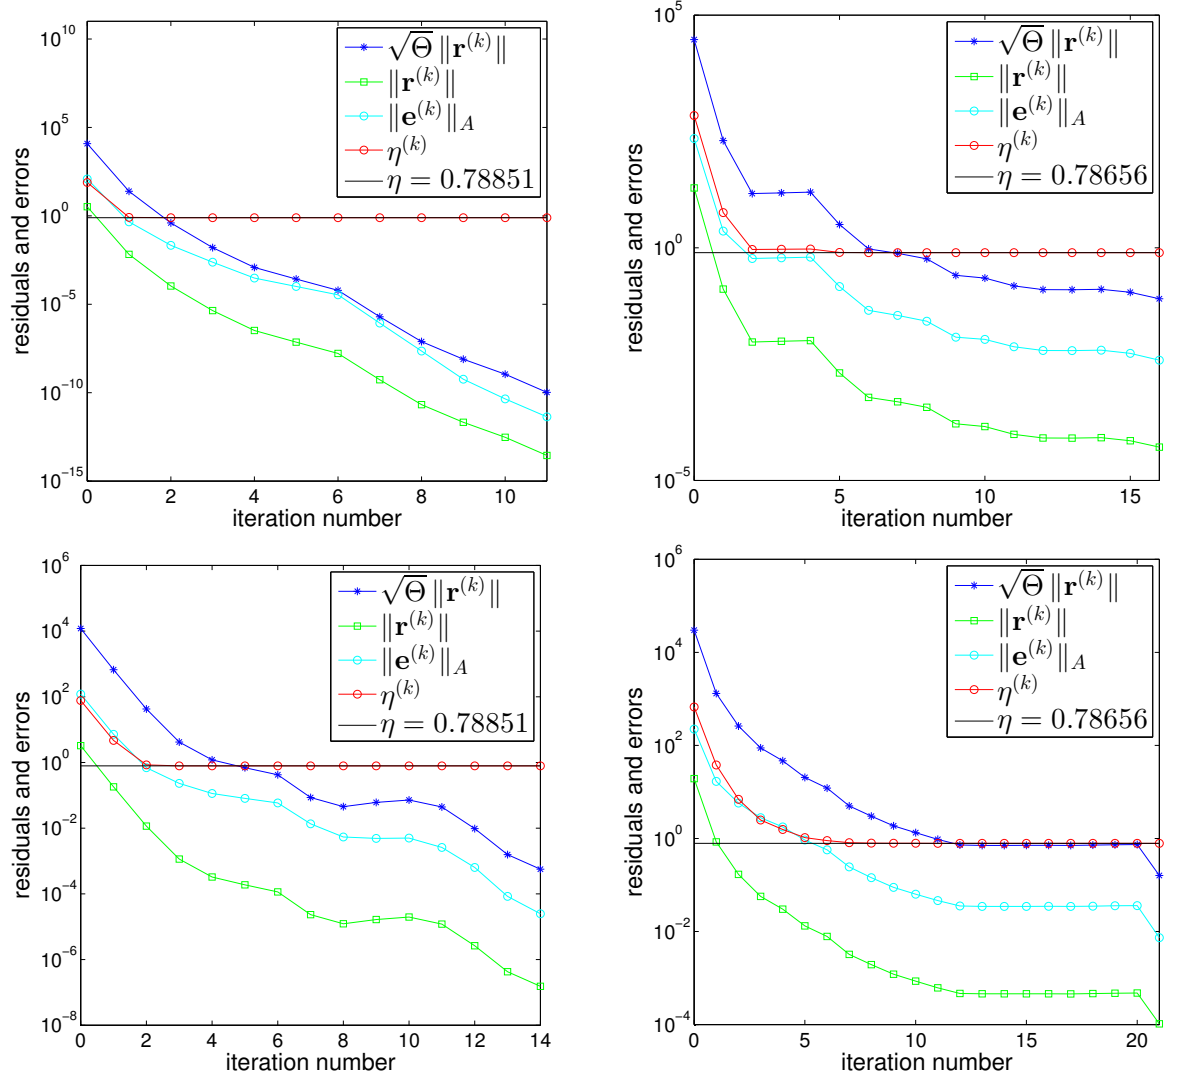 10^10
10^5
10^0
10^−5
10^−10
10^−15
residuals and errors
√Θ ‖r^(k)‖
‖r^(k)‖
‖e^(k)‖_A
η^(k)
η = 0.78851
0 2 4 6 8 10
iteration number
10^5
10^0
10^−5
residuals and errors
√Θ ‖r^(k)‖
‖r^(k)‖
‖e^(k)‖_A
η^(k)
η = 0.78656
0 5 10 15
iteration number
10^6
10^4
10^2
10^0
10^−2
10^−4
10^−6
10^−8
residuals and errors
√Θ ‖r^(k)‖
‖r^(k)‖
‖e^(k)‖_A
η^(k)
η = 0.78851
0 2 4 6 8 10 12 14
iteration number
10^6
10^4
10^2
10^0
10^−2
10^−4
residuals and errors
√Θ ‖r^(k)‖
‖r^(k)‖
‖e^(k)‖_A
η^(k)
η = 0.78656
0 5 10 15 20
iteration number